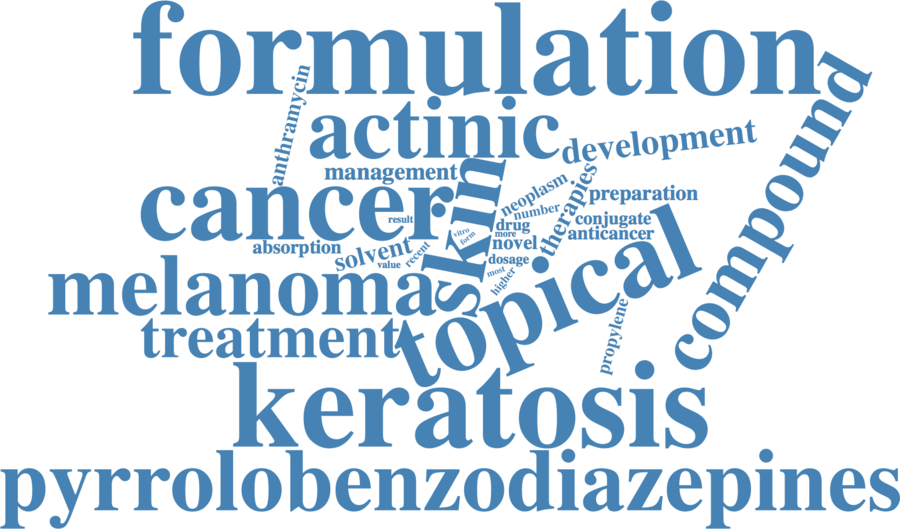 formulation
anthramycin
actinic
development
compound
management
cancer
skin
neoplasm
therapies
preparation
result
number
conjugate
drug
vitro
form
more
anticancer
absorption
solvent
recent
novel
value
dosage
most
higher
melanoma
topical
treatment
propylene
keratosis
pyrrolobenzodiazepines